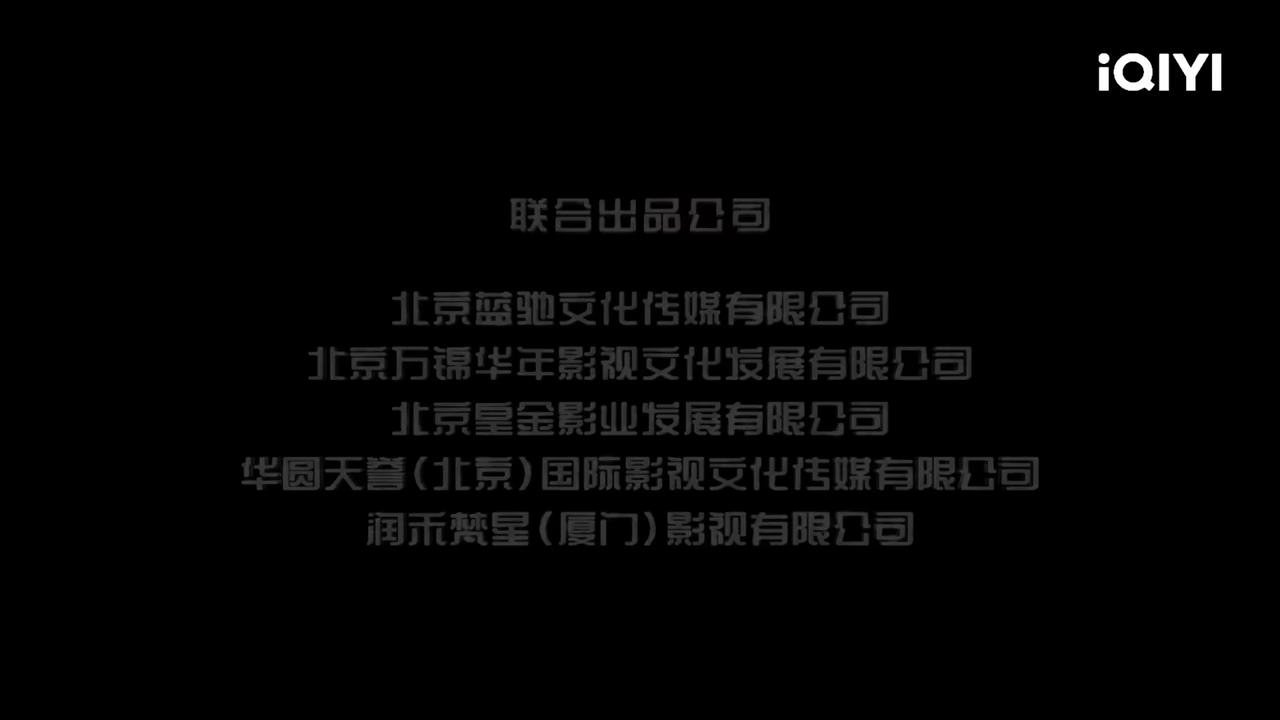 iQIYI
联合出品公司
北京蓝驰文化传媒有限公司
北京万锦华年影视文化发展有限公司
北京皇金影业发展有限公司
华圆天誉(北京)国际影视文化传媒有限公司
润禾梵星(厦门)影视有限公司